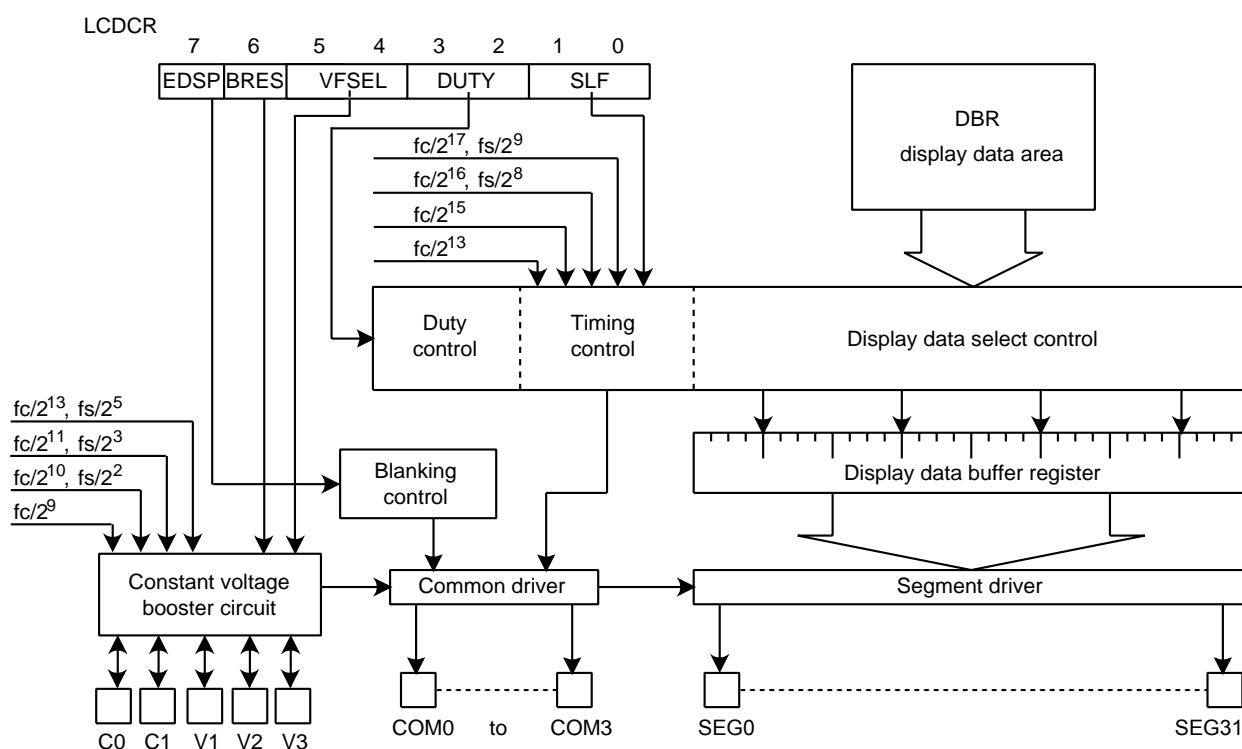 LCDCR
7 6 5 4 3 2 1 0
EDSP BRES VFSEL DUTY SLF
DBR
display data area
fc/2^17, fs/2^9
fc/2^16, fs/2^8
fc/2^15
fc/2^13
Duty
control
Timing
control
Display data select control
fc/2^13, fs/2^5
fc/2^11, fs/2^3
fc/2^10, fs/2^2
fc/2^9
Blanking
control
Display data buffer register
Constant voltage
booster circuit
Common driver
Segment driver
C0 C1 V1 V2 V3
COM0 to COM3
SEG0 SEG31